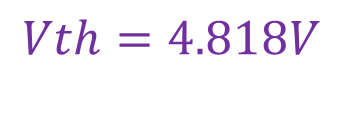 Vth = 4.818V